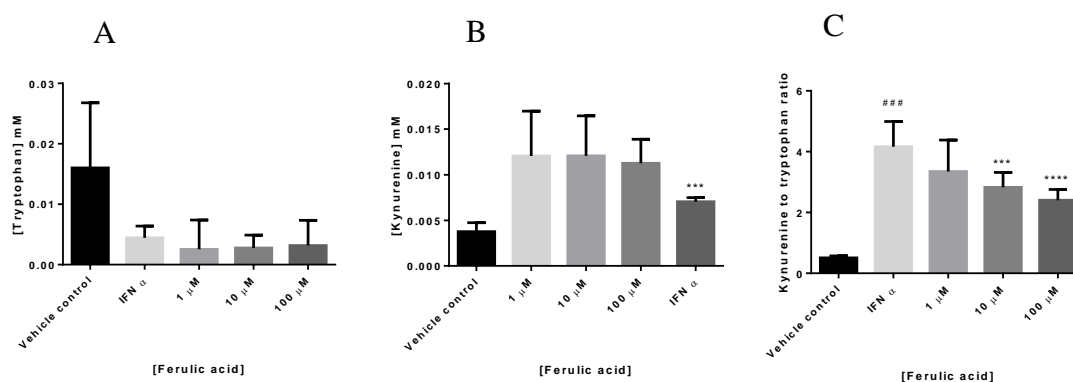 A
B
C
[Tryptophan] mM
0.03
0.02
0.01
0.00
Vehicle control
IFN α
1 μM
10 μM
100 μM
[Ferulic acid]
[Kynurenine] mM
0.020
0.015
0.010
0.005
0.000
***
Vehicle control
1 μM
10 μM
100 μM
IFN α
[Ferulic acid]
Kynurenine to tryptophan ratio
6
4
2
0
###
***
****
Vehicle control
IFN α
1 μM
10 μM
100 μM
[Ferulic acid]